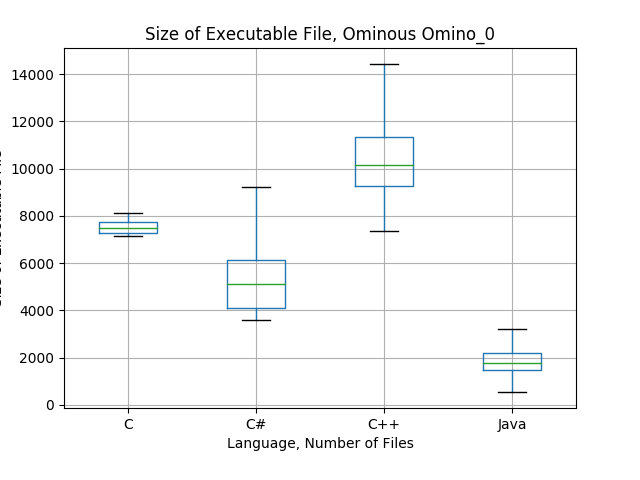 Size of Executable File, Ominous Omino_0
14000
12000
10000
8000
6000
4000
2000
0
C
C#
C++
Java
Language, Number of Files